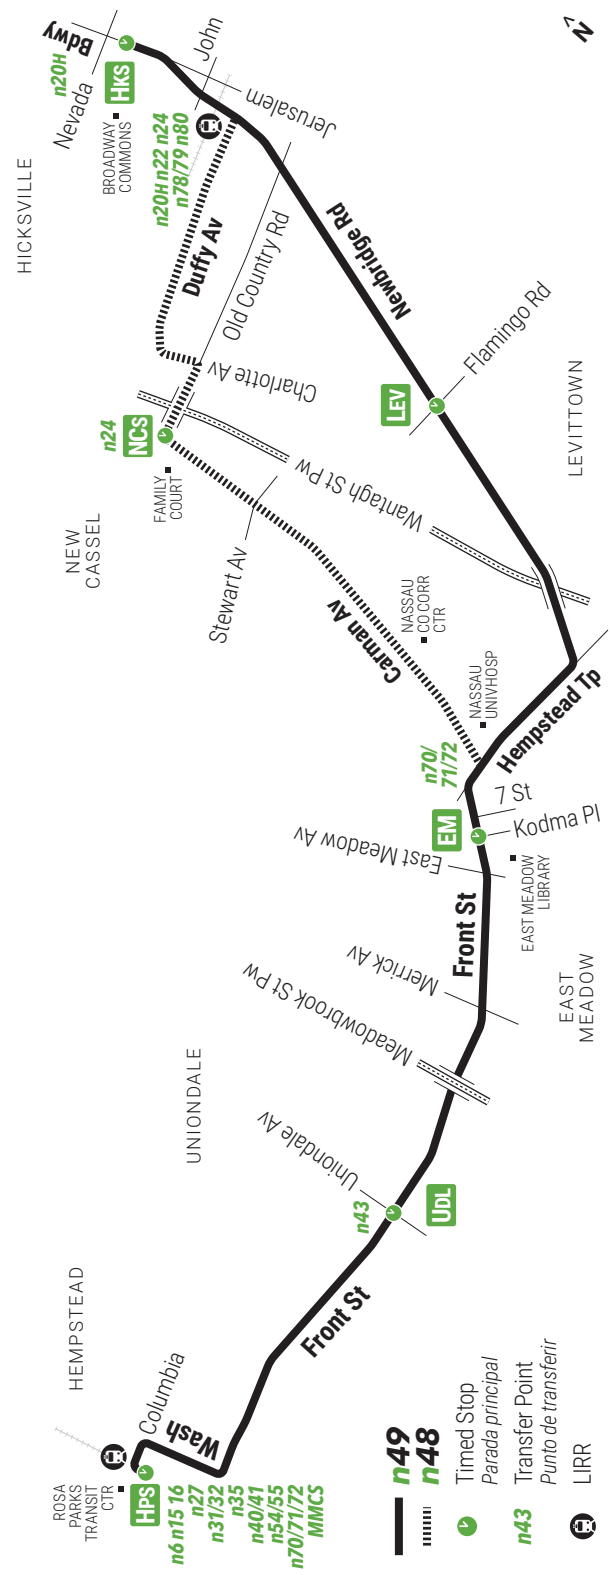 HEMPSTEAD
ROSA
PARKS
TRANSIT
CTR
HPS
Columbia
Wash
n6 n15 16
n27
n31/32
n35
n40/41
n54/55
n70/71/72
MMCS
Front St
UNIONDALE
n43
UDL
Uniondale Av
Meadowbrook St Pw
Merrick Av
EAST
MEADOW
Front St
East Meadow Av
EAST MEADOW
LIBRARY
EM
Kodma Pl
7 St
n70/
71/72
Hempstead Tp
NASSAU
UNIVHOSP
NASSAU
CO CORR
CTR
Carman Av
Stewart Av
NEW
CASSEL
FAMILY
COURT
n24
NCS
Wantagh St Pw
Charlotte Av
Old Country Rd
Duffy Av
LEV
Flamingo Rd
LEVITTOWN
Newbridge Rd
HICKSVILLE
n20H n22 n24
n78/79 n80
Jerusalem
John
BROADWAY
COMMONS
HKS
Nevada
n20H
Bdwy
N
n49
n48
Timed Stop
Parada principal
n43
Transfer Point
Punto de transferir
LIRR